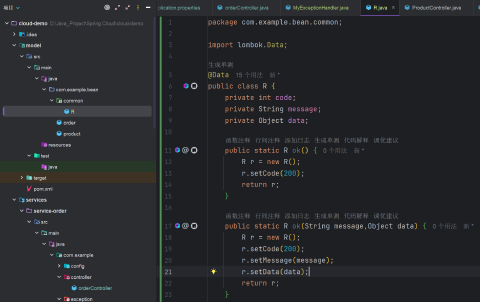 项目
cloud-demo D:\Java_Project\Spring Cloud\cloud-demo
.idea
model
src
main
java
com.example.bean
common
R
order
product
resources
test
java
target
pom.xml
services
service-order
src
main
java
com.example
config
controller
orderController
exception
plication.properties
orderController.java
MyExceptionHandler.java
R.java
ProductController.java
1 package com.example.bean.common;
2
3 import lombok.Data;
4
生成单测
5 @Data 15 个用法 新 *
6 public class R {
7 private int code;
8 private String message;
9 private Object data;
10
函数注释 行间注释 添加日志 生成单测 代码解释 调优建议
11 public static R ok() { 0 个用法 新 *
12 R r = new R();
13 r.setCode(200);
14 return r;
15 }
16
函数注释 行间注释 添加日志 生成单测 代码解释 调优建议
17 public static R ok(String message,Object data) { 0 个用法 新 *
18 R r = new R();
19 r.setCode(200);
20 r.setMessage(message);
21 r.setData(data);
22 return r;
23 }